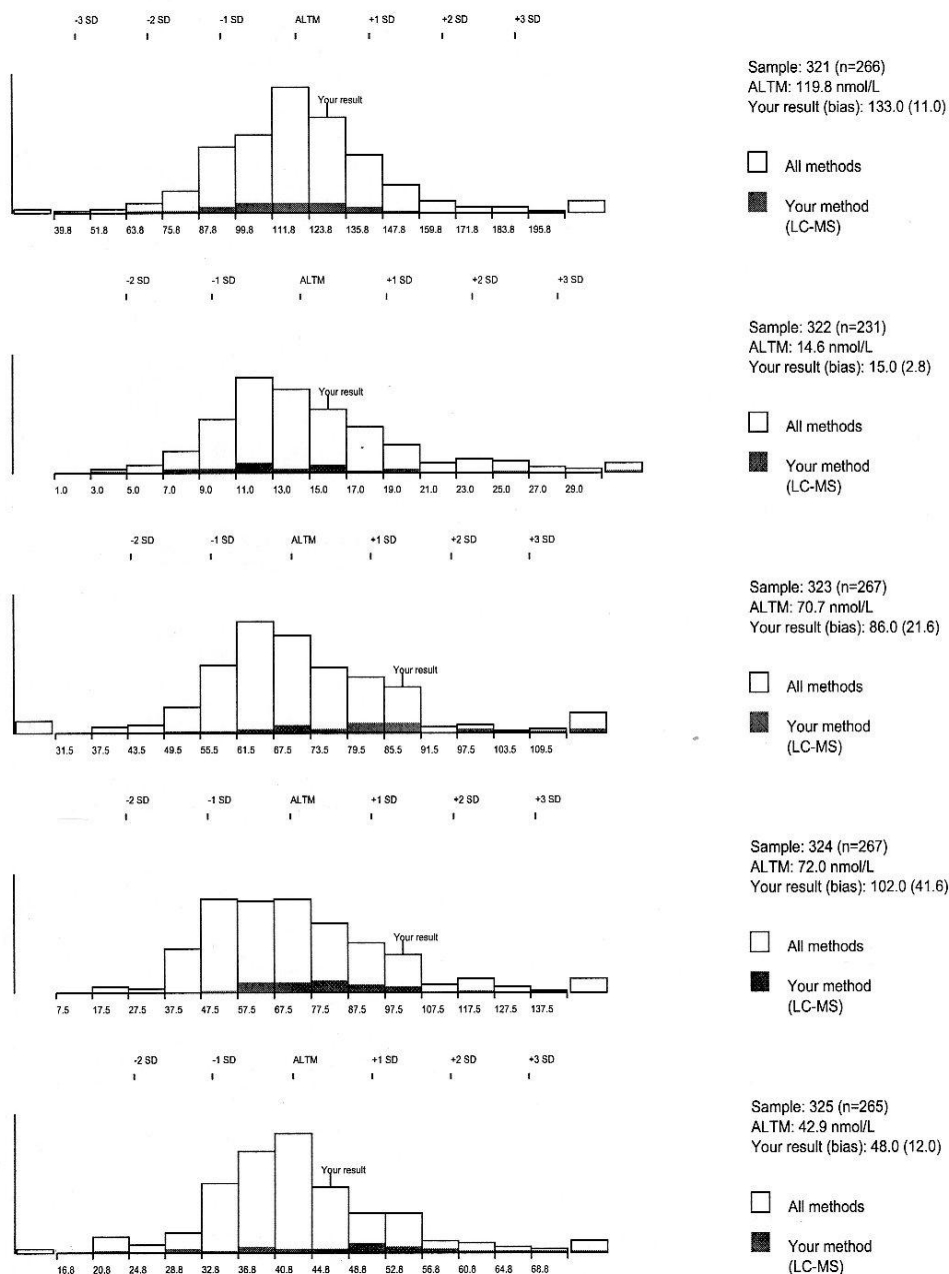 -3 SD -2 SD -1 SD ALTM +1 SD +2 SD +3 SD
Sample: 321 (n=266)
ALTM: 119.8 nmol/L
Your result (bias): 133.0 (11.0)
Your result
All methods
Your method
(LC-MS)
39.8 51.8 63.8 75.8 87.8 99.8 111.8 123.8 135.8 147.8 159.8 171.8 183.8 195.8
-2 SD -1 SD ALTM +1 SD +2 SD +3 SD
Sample: 322 (n=231)
ALTM: 14.6 nmol/L
Your result (bias): 15.0 (2.8)
Your result
All methods
Your method
(LC-MS)
1.0 3.0 5.0 7.0 9.0 11.0 13.0 15.0 17.0 19.0 21.0 23.0 25.0 27.0 29.0
-2 SD -1 SD ALTM +1 SD +2 SD +3 SD
Sample: 323 (n=267)
ALTM: 70.7 nmol/L
Your result (bias): 86.0 (21.6)
Your result
All methods
Your method
(LC-MS)
31.5 37.5 43.5 49.5 55.5 61.5 67.5 73.5 79.5 85.5 91.5 97.5 103.5 109.5
-2 SD -1 SD ALTM +1 SD +2 SD +3 SD
Sample: 324 (n=267)
ALTM: 72.0 nmol/L
Your result (bias): 102.0 (41.6)
Your result
All methods
Your method
(LC-MS)
7.5 17.5 27.5 37.5 47.5 57.5 67.5 77.5 87.5 97.5 107.5 117.5 127.5 137.5
-2 SD -1 SD ALTM +1 SD +2 SD +3 SD
Sample: 325 (n=265)
ALTM: 42.9 nmol/L
Your result (bias): 48.0 (12.0)
Your result
All methods
Your method
(LC-MS)
16.8 20.8 24.8 28.8 32.8 36.8 40.8 44.8 48.8 52.8 56.8 60.8 64.8 68.8